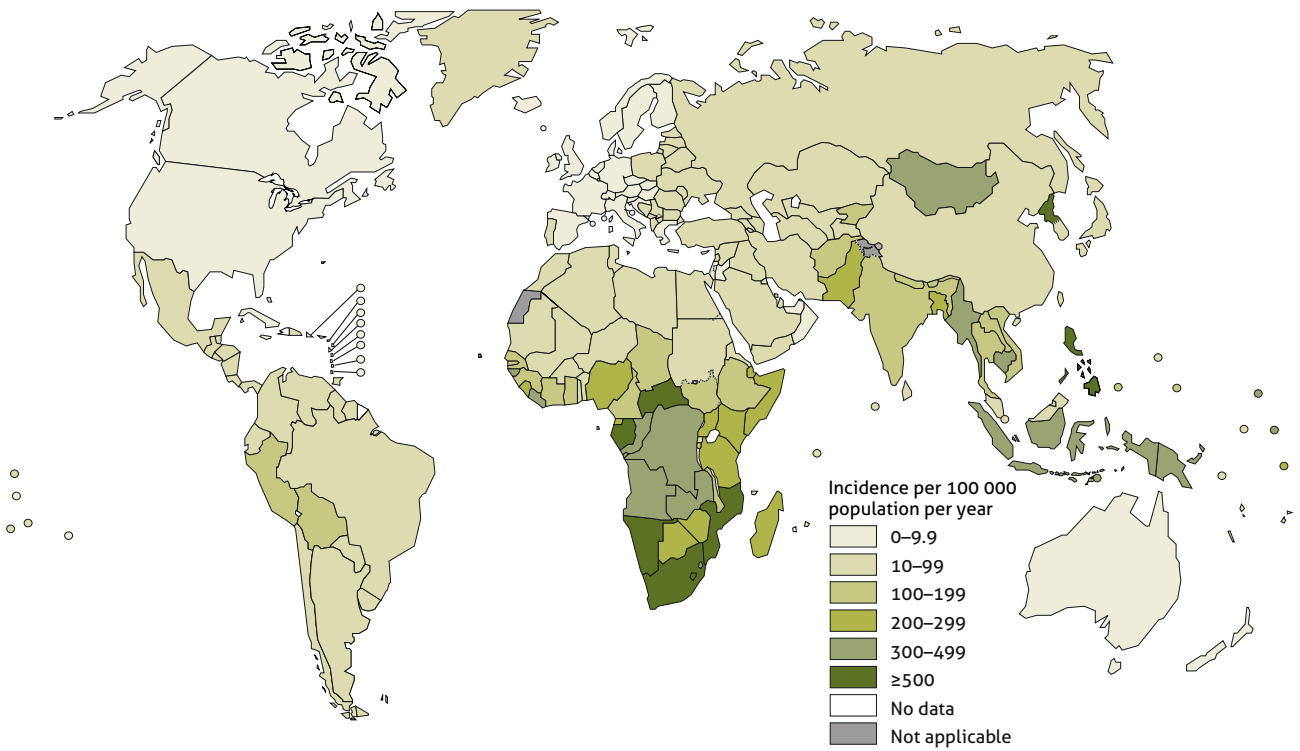 Incidence per 100 000
population per year
0–9.9
10–99
100–199
200–299
300–499
≥500
No data
Not applicable